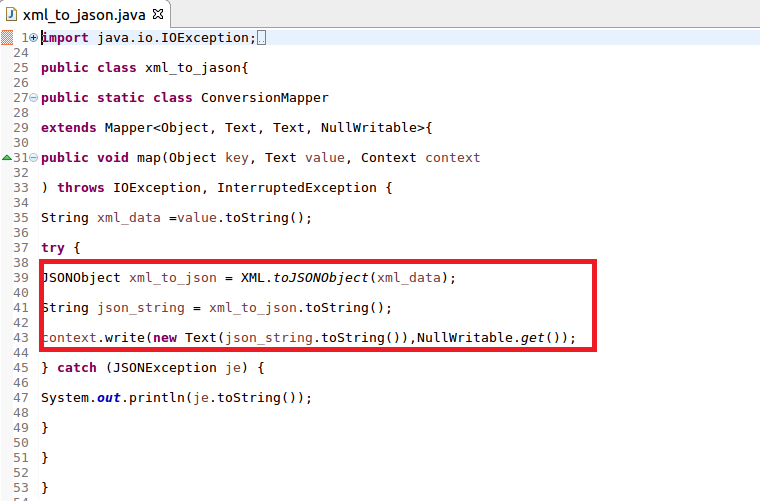 xml_to_jason.java
1 import java.io.IOException;
24
25 public class xml_to_jason{
26
27 public static class ConversionMapper
28
29 extends Mapper<Object, Text, Text, NullWritable>{
30
31 public void map(Object key, Text value, Context context
32
33 ) throws IOException, InterruptedException {
34
35 String xml_data =value.toString();
36
37 try {
38
39 JSONObject xml_to_json = XML.toJSONObject(xml_data);
40
41 String json_string = xml_to_json.toString();
42
43 context.write(new Text(json_string.toString()),NullWritable.get());
44
45 } catch (JSONException je) {
46
47 System.out.println(je.toString());
48
49 }
50
51 }
52
53 }